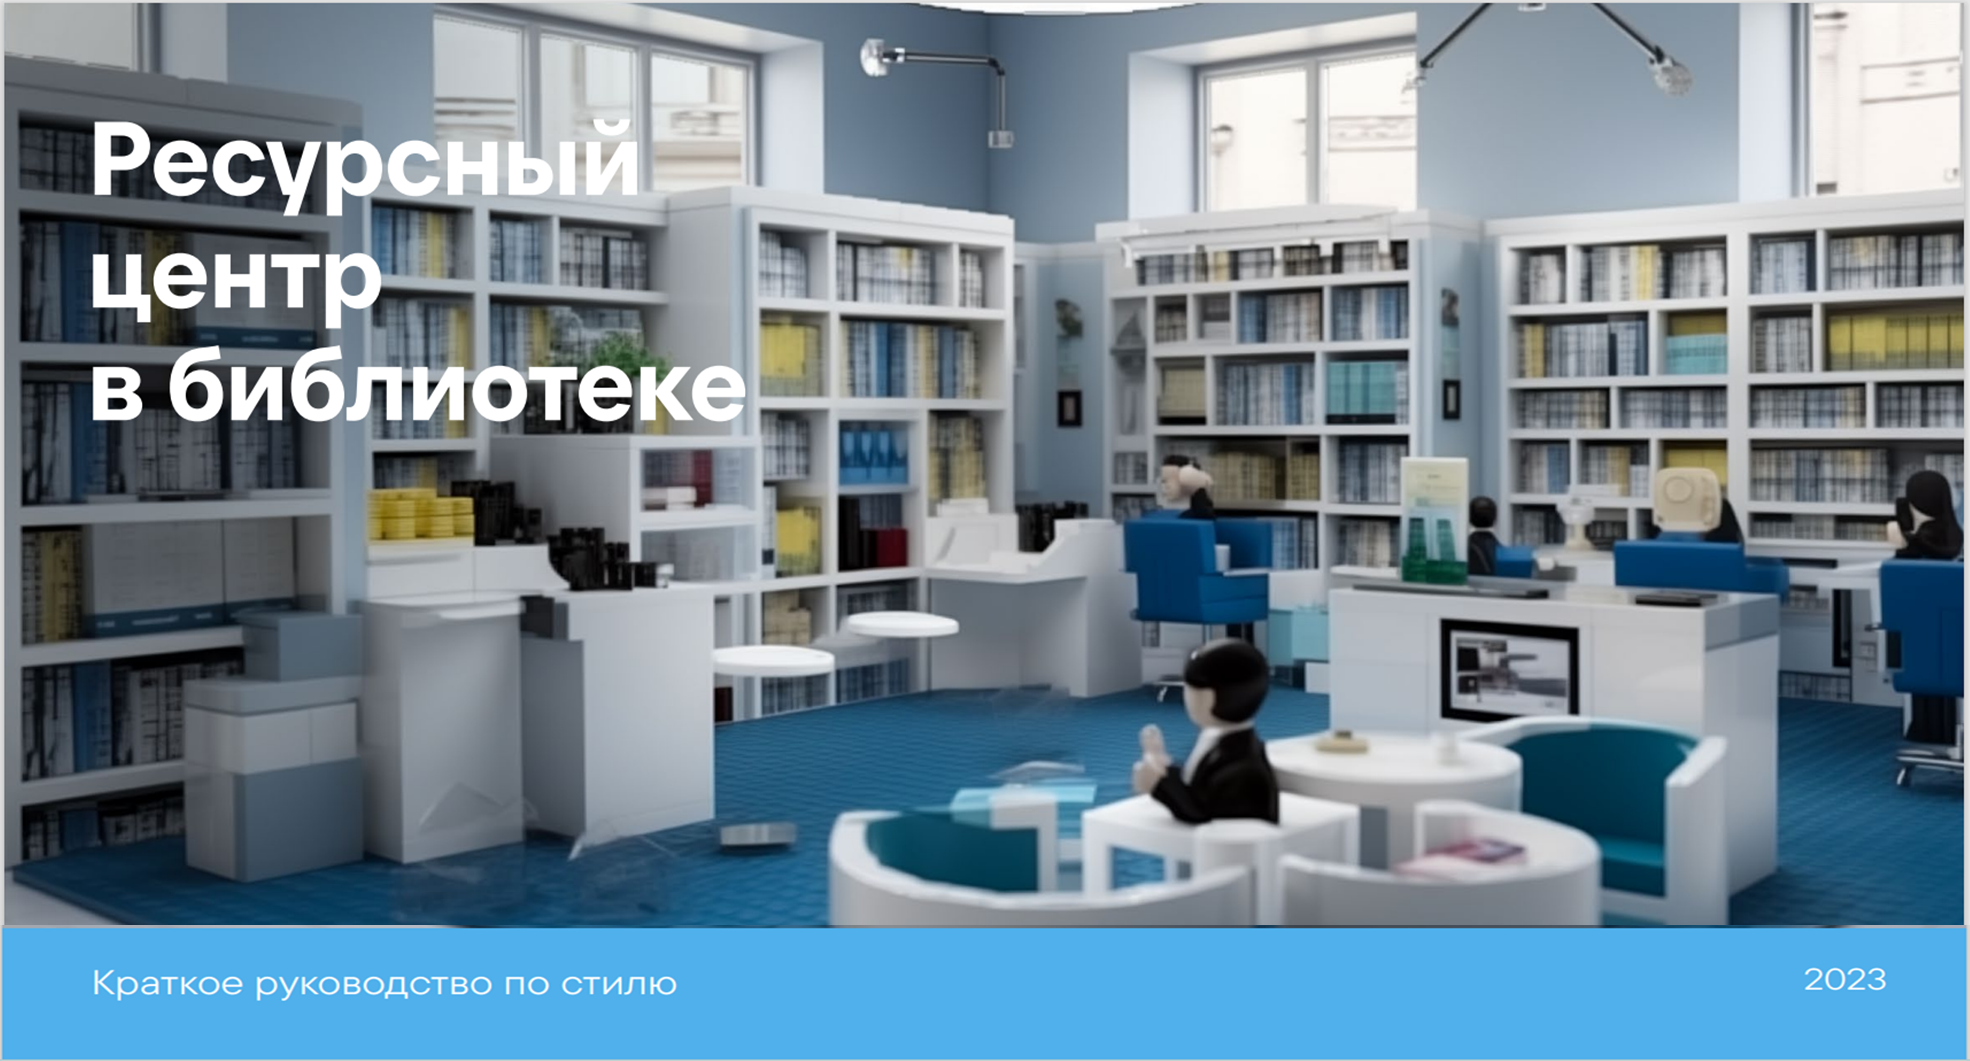 Ресурсный
центр
в библиотеке
Краткое руководство по стилю
2023